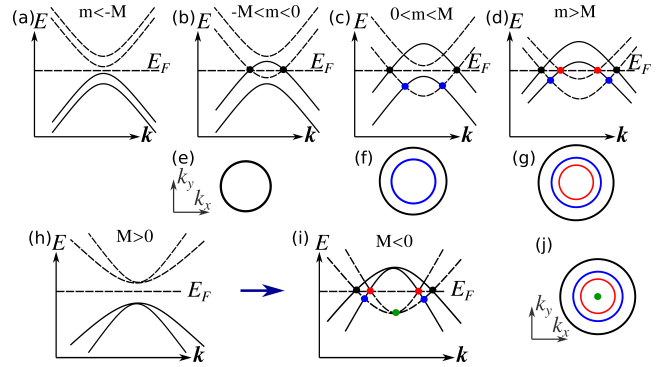 (a) m<-M
E
E_F
k
(b) -M<m<0
E
E_F
k
(c) 0<m<M
E
E_F
k
(d) m>M
E
E_F
k
(e)
k_y
k_x
(f)
(g)
(h) M>0
E
E_F
k
(i) M<0
E
E_F
k
(j)
k_y
k_x